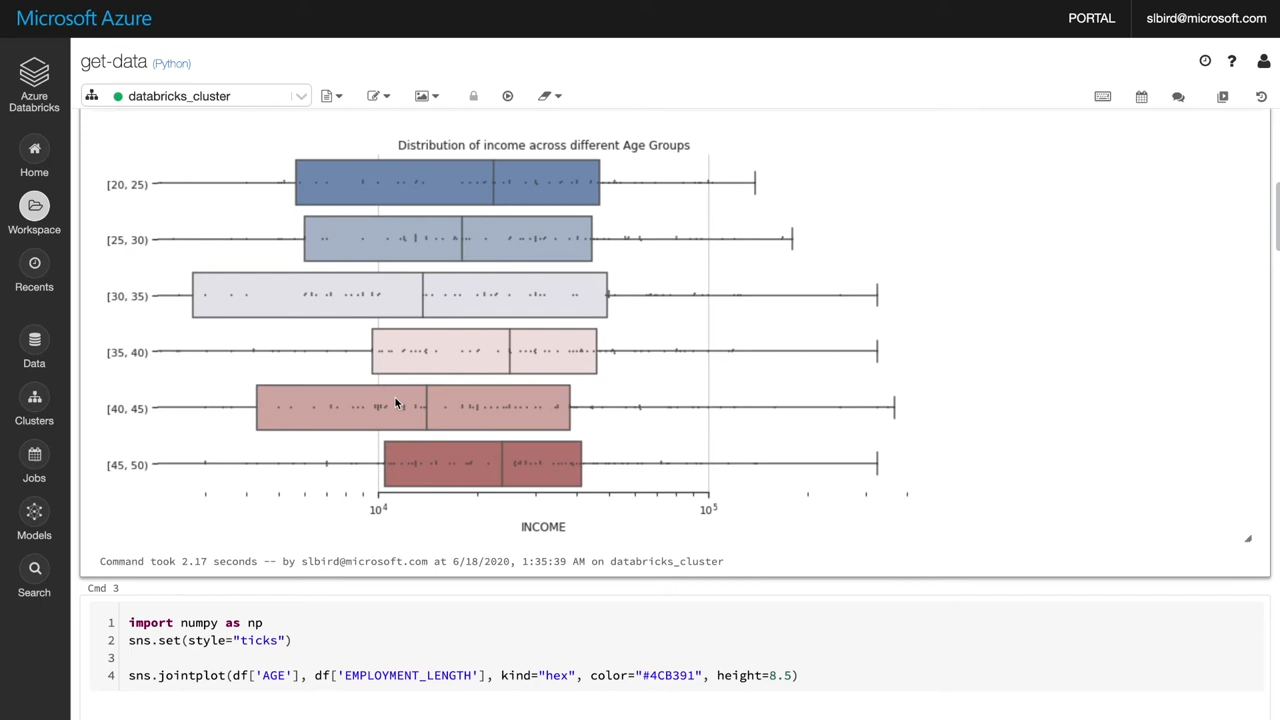 Microsoft Azure
PORTAL
slbird@microsoft.com
get-data (Python)
Azure
Databricks
databricks_cluster
Home
Workspace
Recents
Data
Clusters
Jobs
Models
Search
Distribution of income across different Age Groups
[20, 25)
[25, 30)
[30, 35)
[35, 40)
[40, 45)
[45, 50)
10⁴
10⁵
INCOME
Command took 2.17 seconds -- by slbird@microsoft.com at 6/18/2020, 1:35:39 AM on databricks_cluster
Cmd 3
1 import numpy as np
2 sns.set(style="ticks")
3
4 sns.jointplot(df['AGE'], df['EMPLOYMENT_LENGTH'], kind="hex", color="#4CB391", height=8.5)